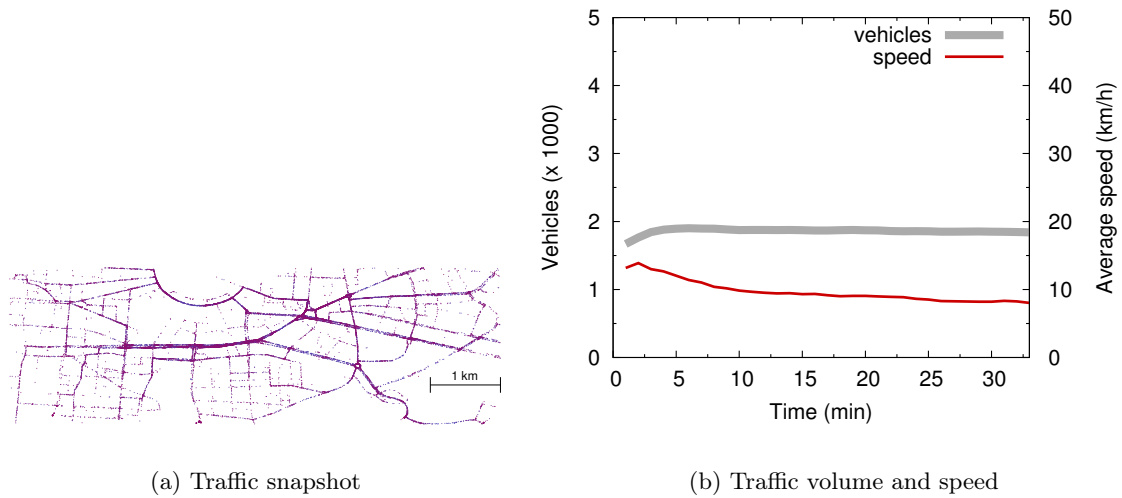 1 km
(a) Traffic snapshot
vehicles
speed
Vehicles (x 1000)
5
4
3
2
1
0
Average speed (km/h)
50
40
30
20
10
0
0 5 10 15 20 25 30
Time (min)
(b) Traffic volume and speed